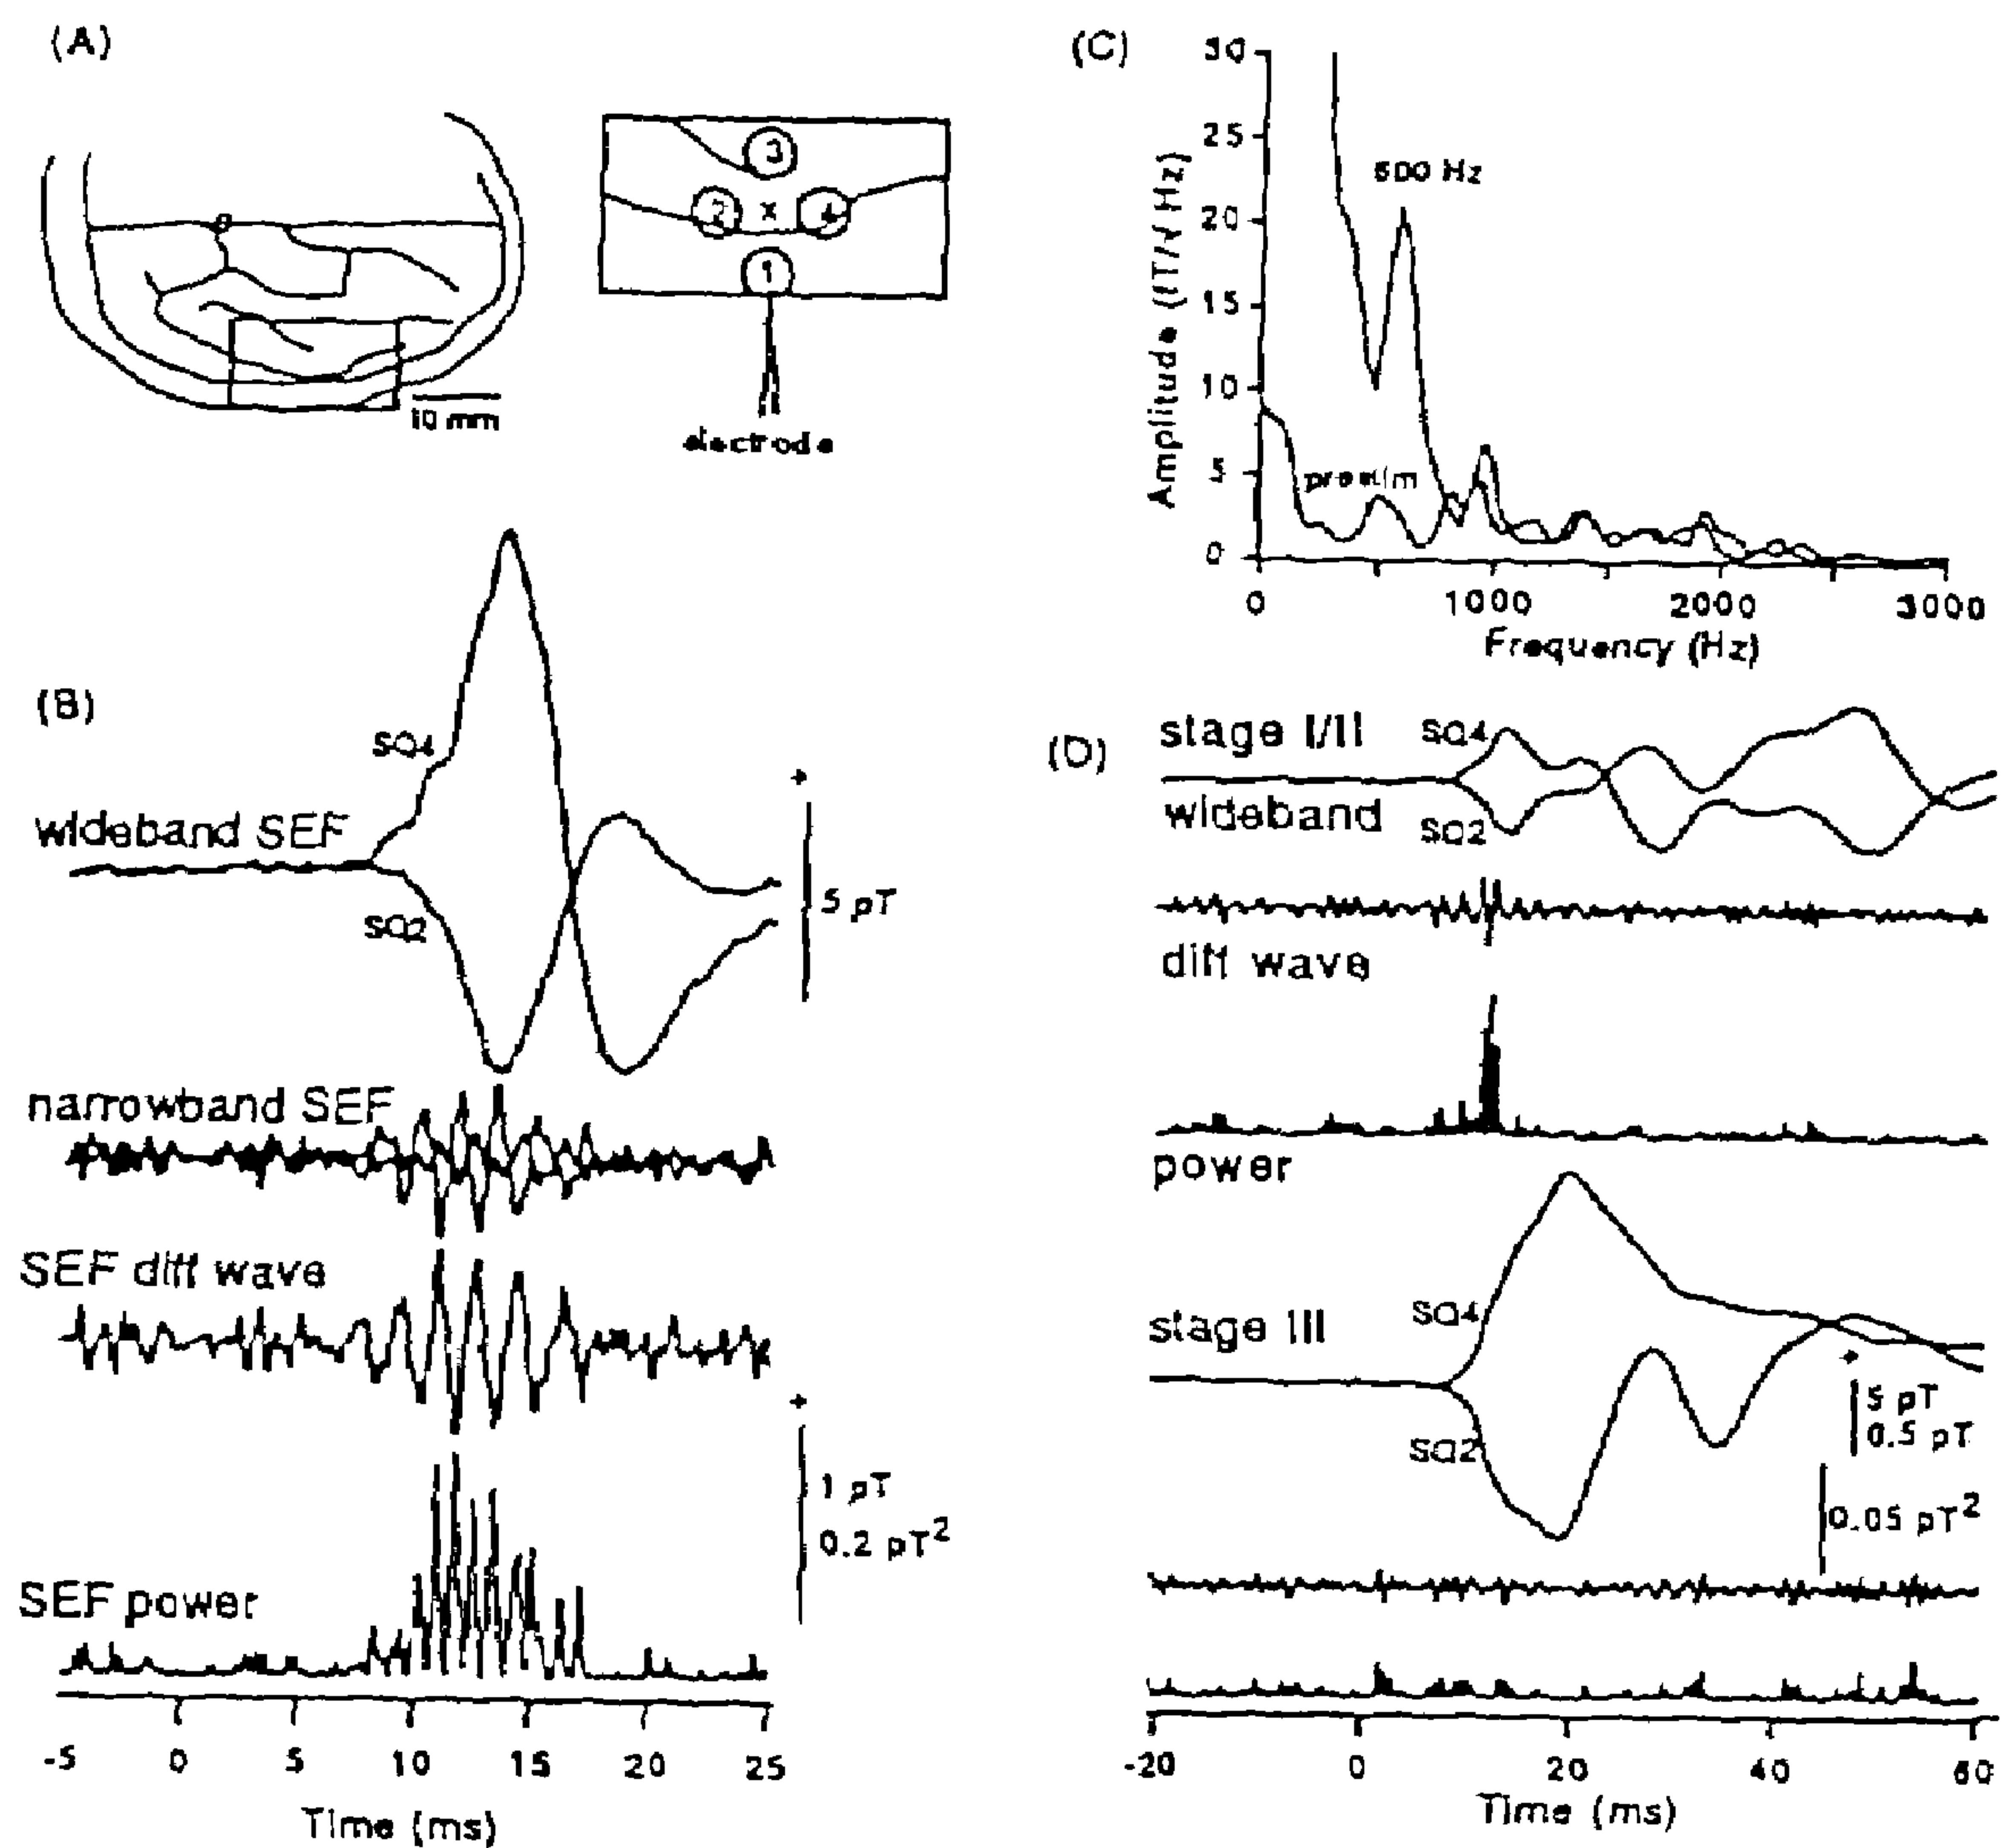 (A)
3
2 x 4
1
10 mm
electrode
(B)
SQ4
wideband SEF
SQ2
+
5 pT
narrowband SEF
SEF diff wave
+
1 pT
0.2 pT²
SEF power
-5 0 5 10 15 20 25
Time (ms)
(C)
30
25
20
15
10
5
0
Amplitude (fT/√Hz)
600 Hz
prestim
0 1000 2000 3000
Frequency (Hz)
(D)
stage I/II
SQ4
wideband
SQ2
diff wave
power
stage III
SQ4
SQ2
+
5 pT
0.5 pT
0.05 pT²
-20 0 20 40 60
Time (ms)